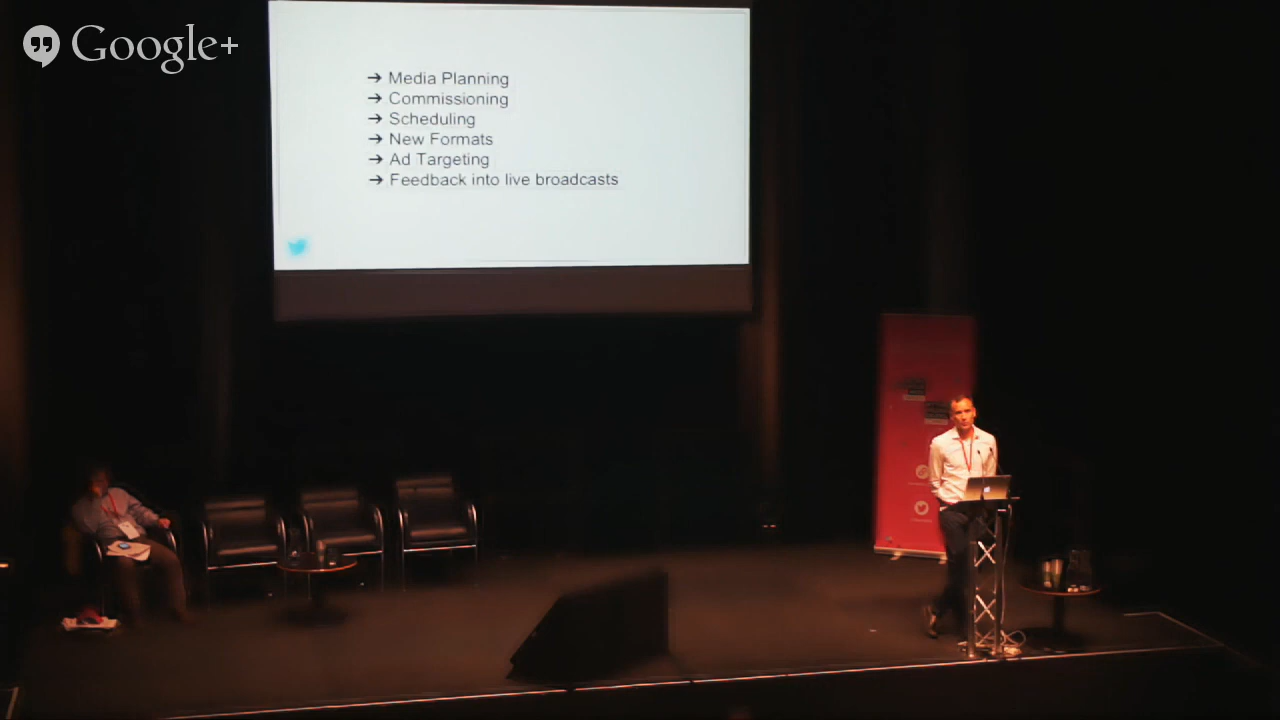 Google+
➔ Media Planning
➔ Commissioning
➔ Scheduling
➔ New Formats
➔ Ad Targeting
➔ Feedback into live broadcasts